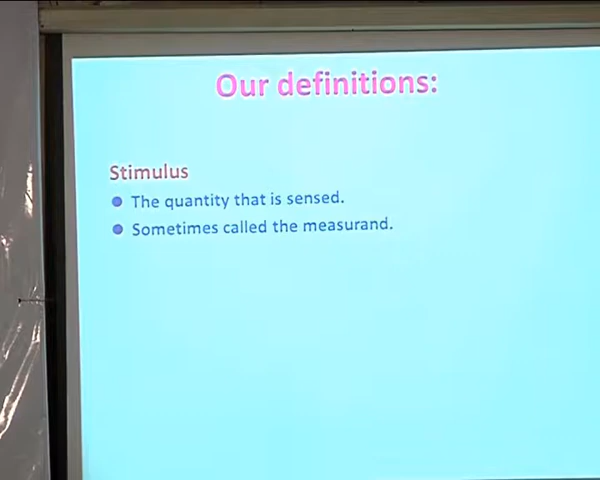 Our definitions:
Stimulus
The quantity that is sensed.
Sometimes called the measurand.